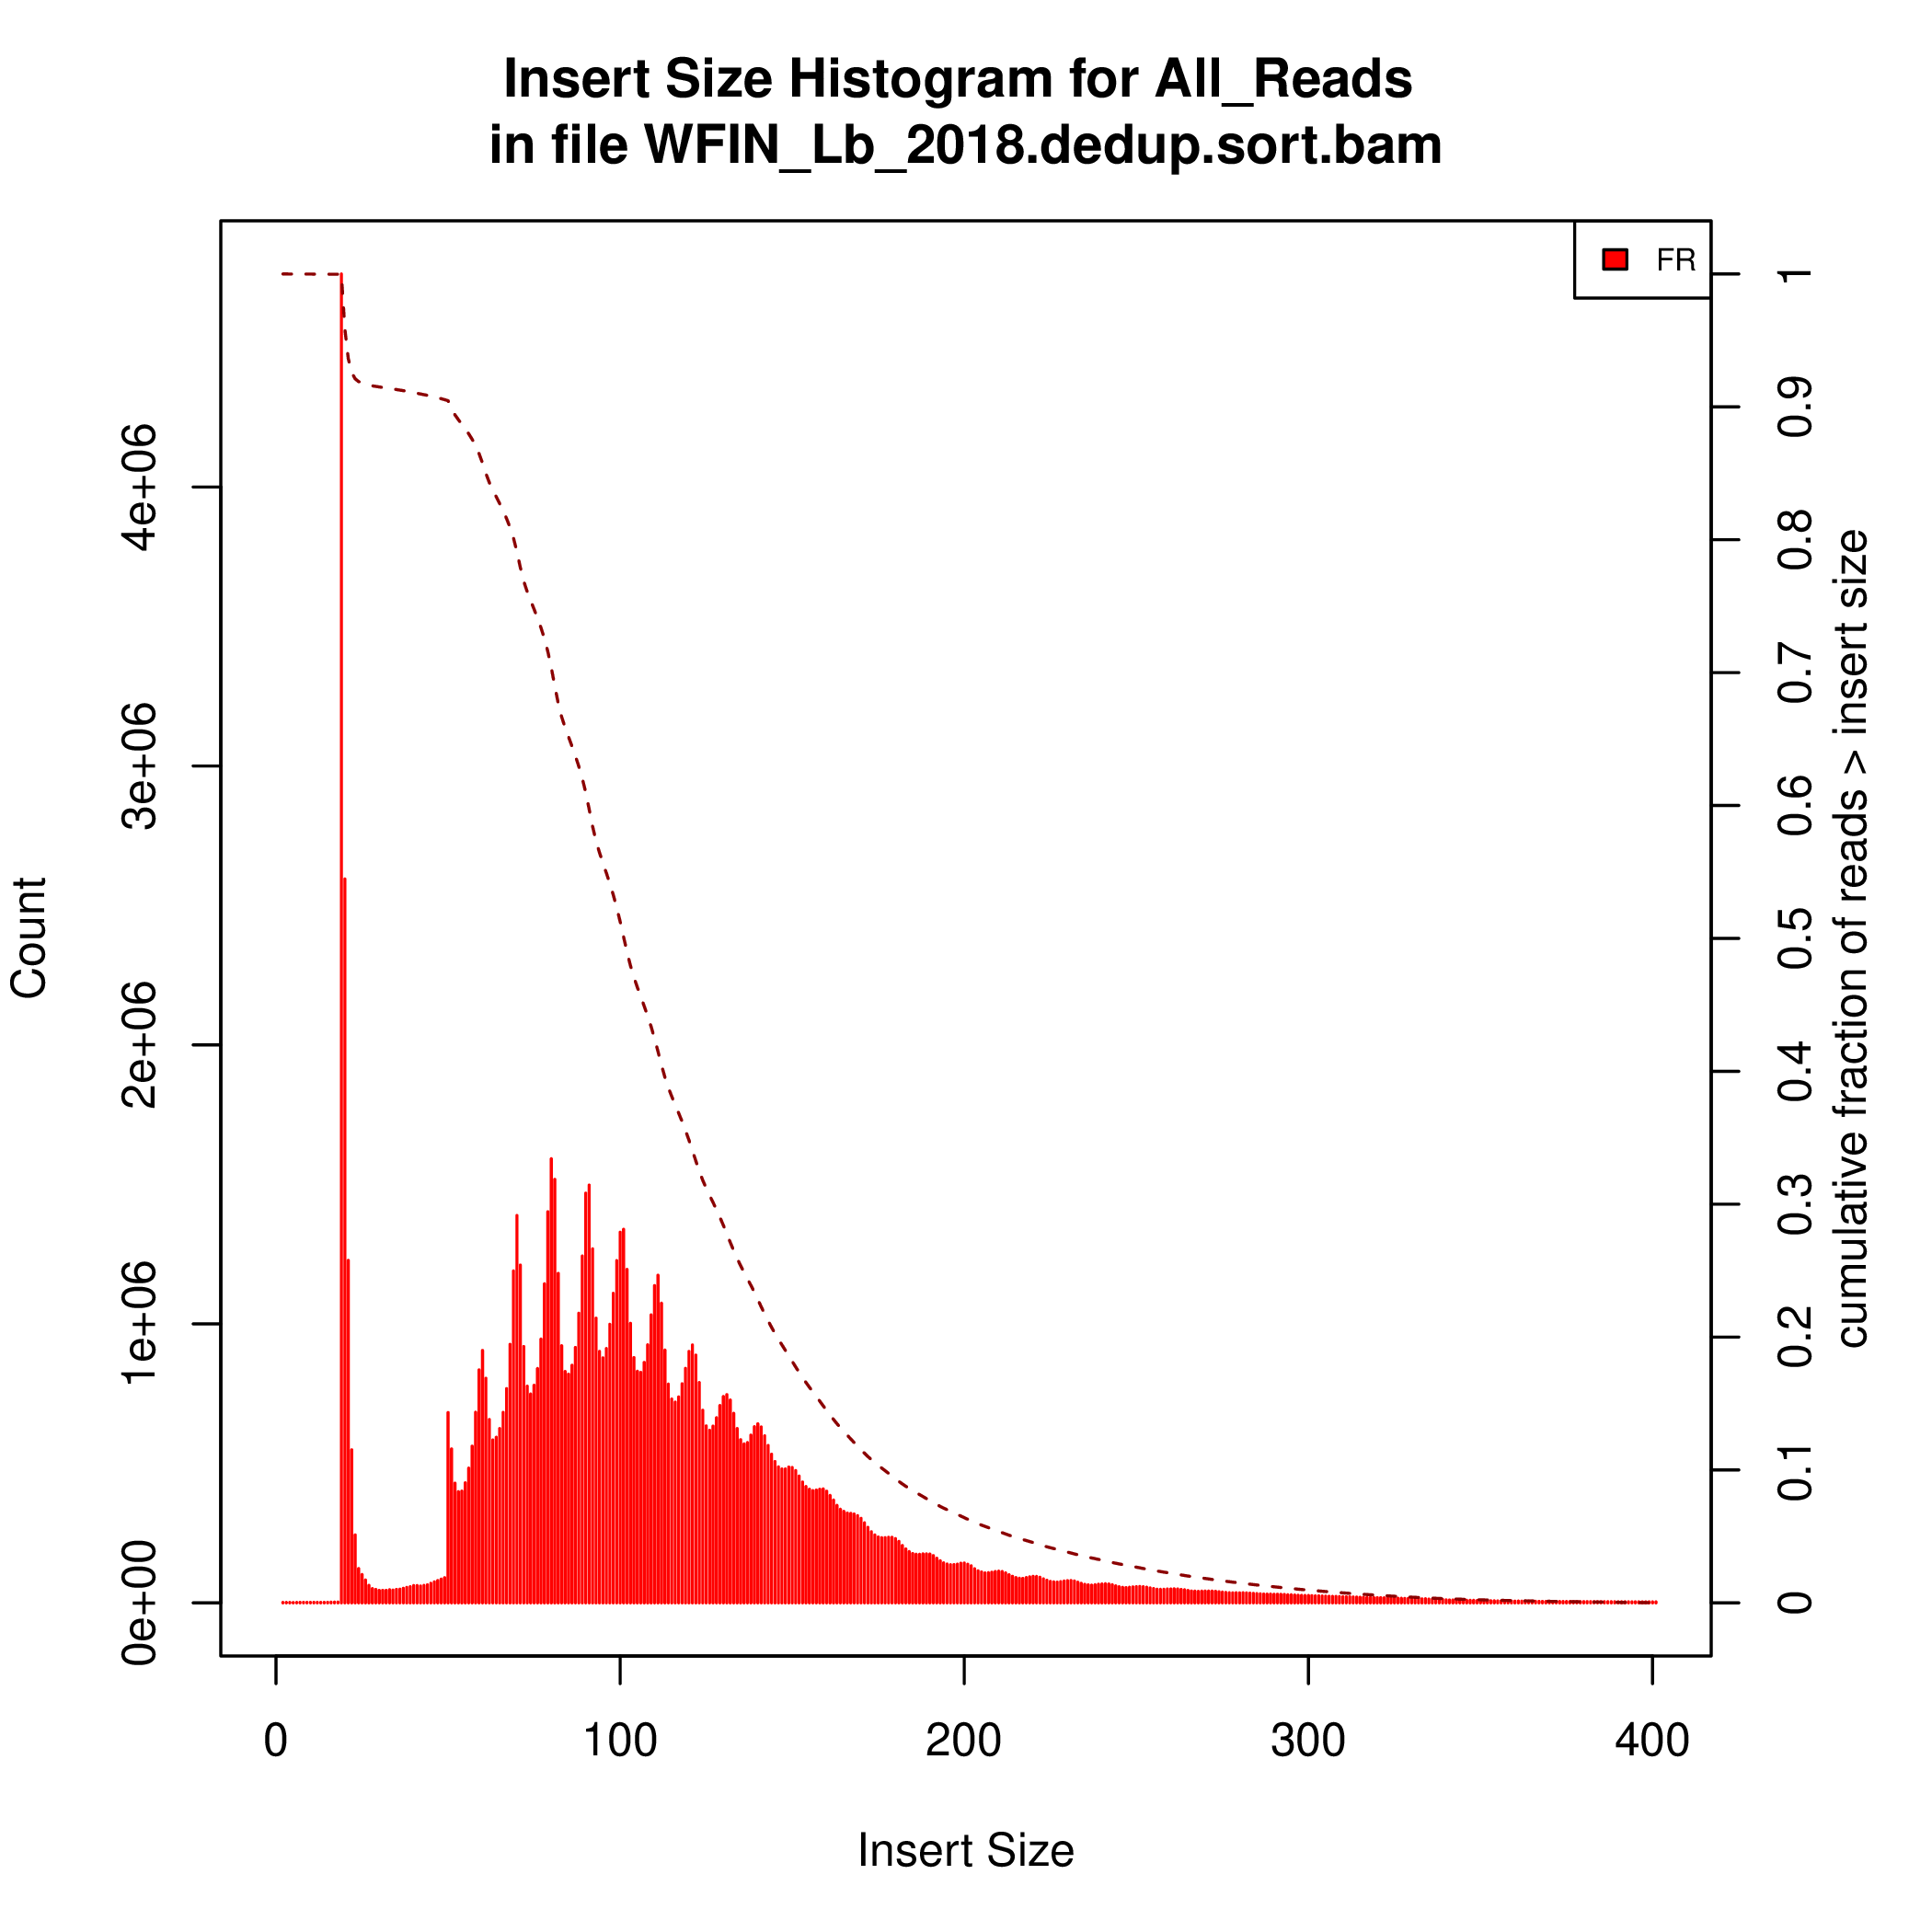 Insert Size Histogram for All_Reads
in file WFIN_Lb_2018.dedup.sort.bam
FR
Count
0e+00 1e+06 2e+06 3e+06 4e+06
0 0.1 0.2 0.3 0.4 0.5 0.6 0.7 0.8 0.9 1
cumulative fraction of reads > insert size
0 100 200 300 400
Insert Size